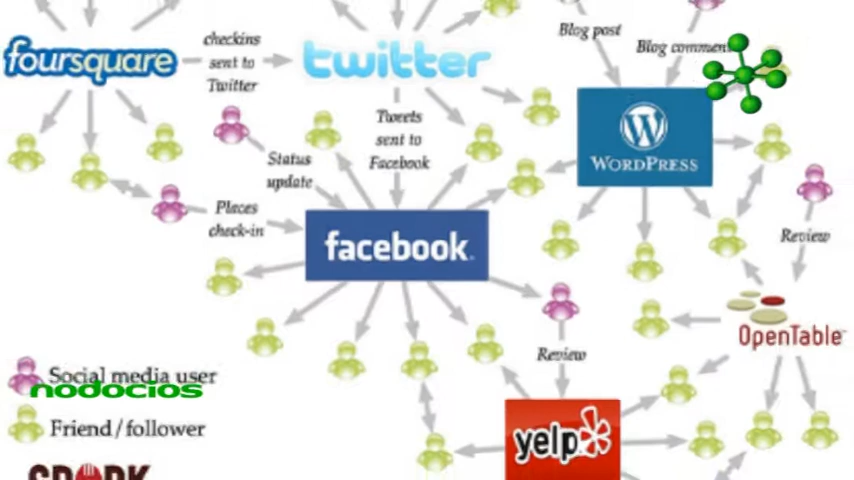 Blog post
Blog comment
foursquare
checkins
sent to
Twitter
twitter
Tweets
sent to
Facebook
WORDPRESS
Status
update
Places
check-in
facebook
Review
OpenTable
Review
Social media user
nodocios
Friend/follower
yelp